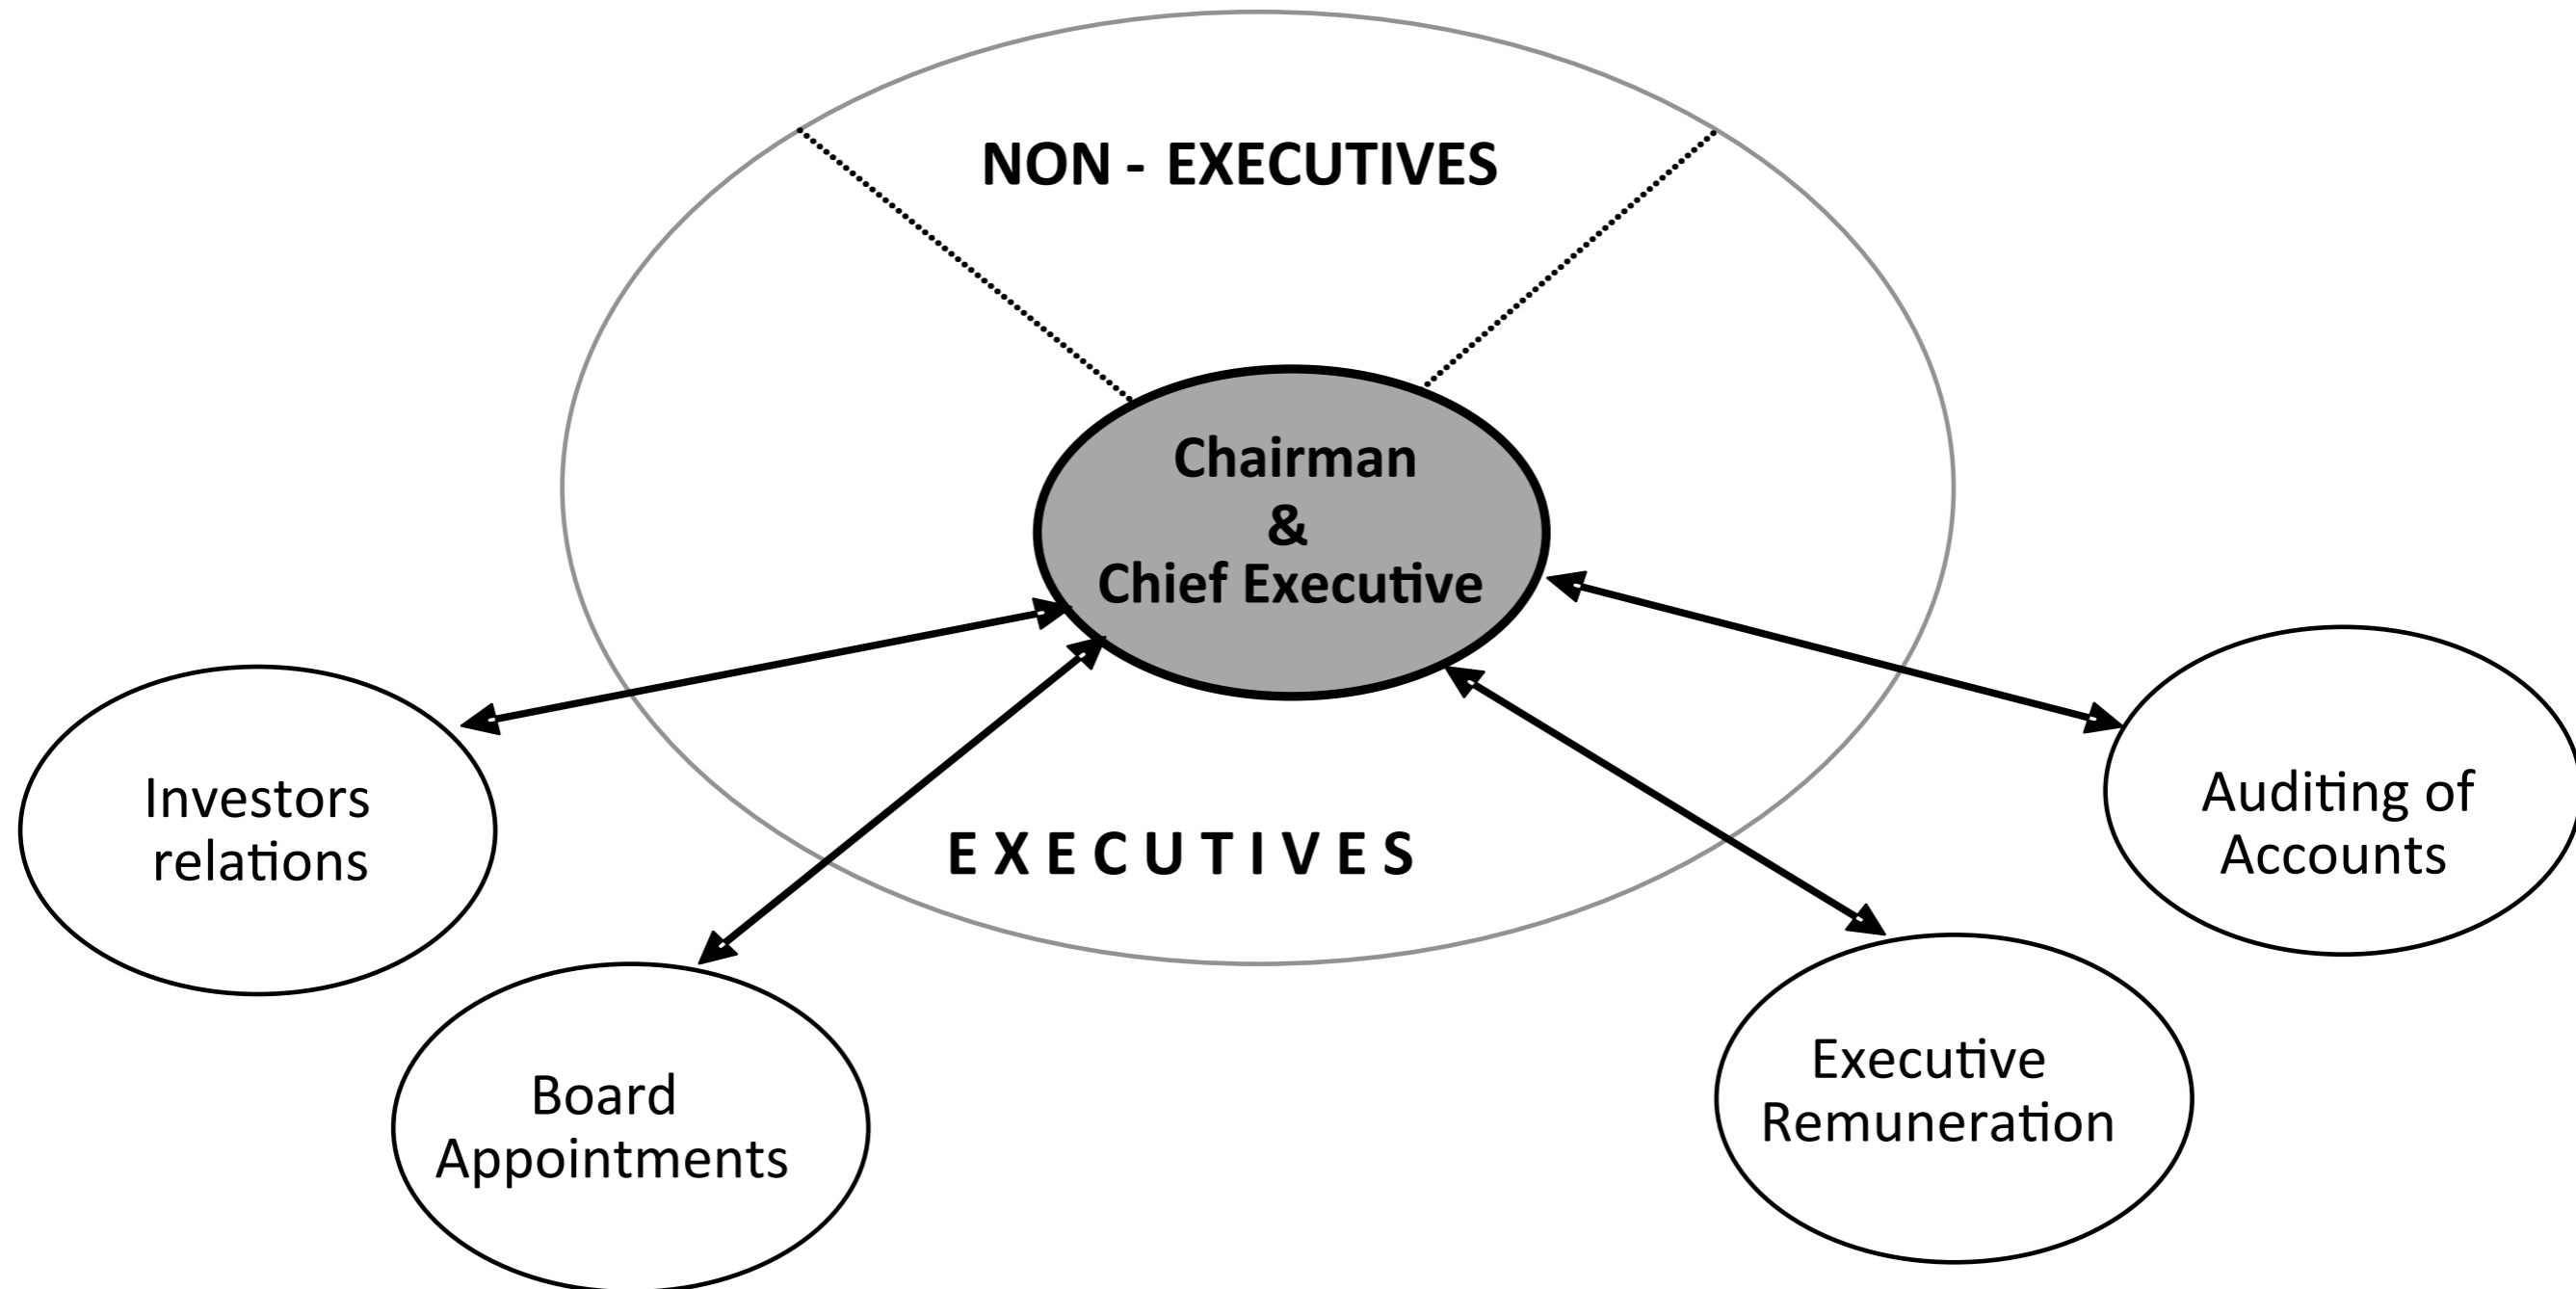 NON - EXECUTIVES
Chairman
&
Chief Executive
Investors
relations
EXECUTIVES
Auditing of
Accounts
Board
Appointments
Executive
Remuneration